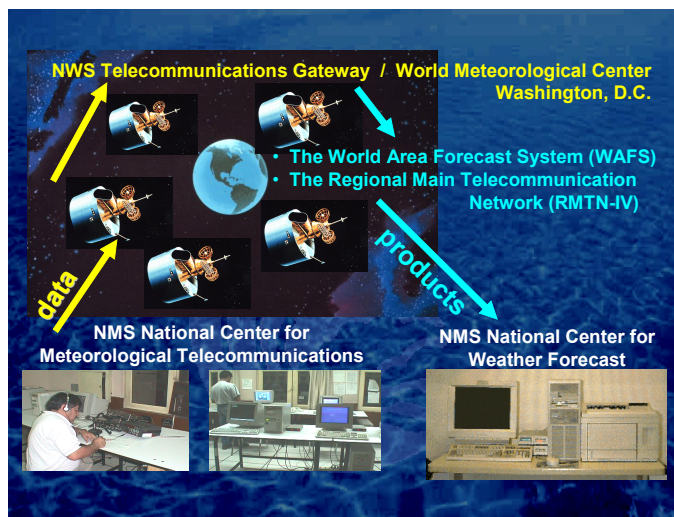 NWS Telecommunications Gateway / World Meteorological Center
Washington, D.C.
• The World Area Forecast System (WAFS)
• The Regional Main Telecommunication
Network (RMTN-IV)
data
products
NMS National Center for
Meteorological Telecommunications
NMS National Center for
Weather Forecast